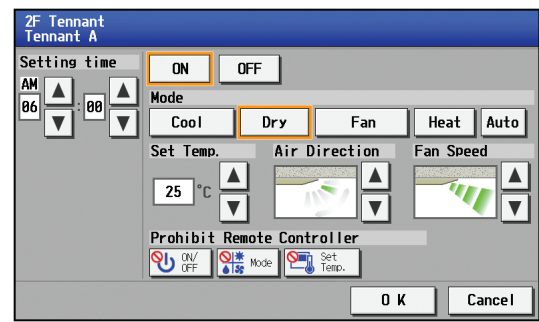 2F Tennant
Tennant A
Setting time
AM
06 : 00
ON OFF
Mode
Cool Dry Fan Heat Auto
Set Temp. Air Direction Fan Speed
25 °C
Prohibit Remote Controller
ON/
OFF
Mode
Set
Temp.
OK Cancel